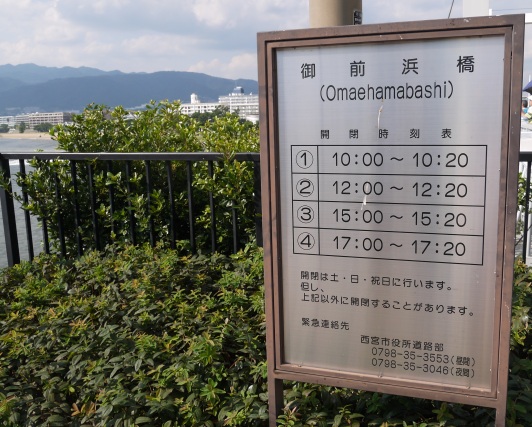 御前浜橋
(Omaehamabashi)
開閉時刻表
① 10:00～10:20
② 12:00～12:20
③ 15:00～15:20
④ 17:00～17:20
開閉は土・日・祝日に行います。
但し、
上記以外に開閉することがあります。
緊急連絡先
西宮市役所道路部
0798-35-3553(昼間)
0798-35-3046(夜間)